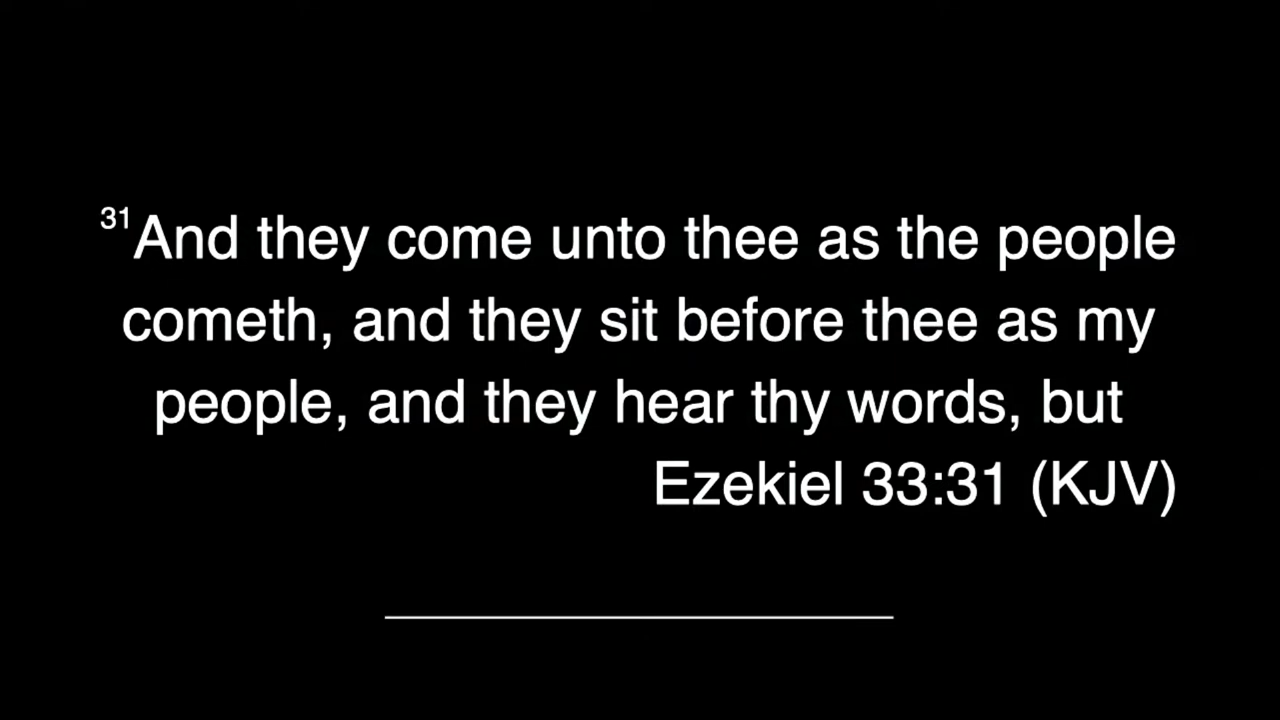 31And they come unto thee as the people
cometh, and they sit before thee as my
people, and they hear thy words, but
Ezekiel 33:31 (KJV)